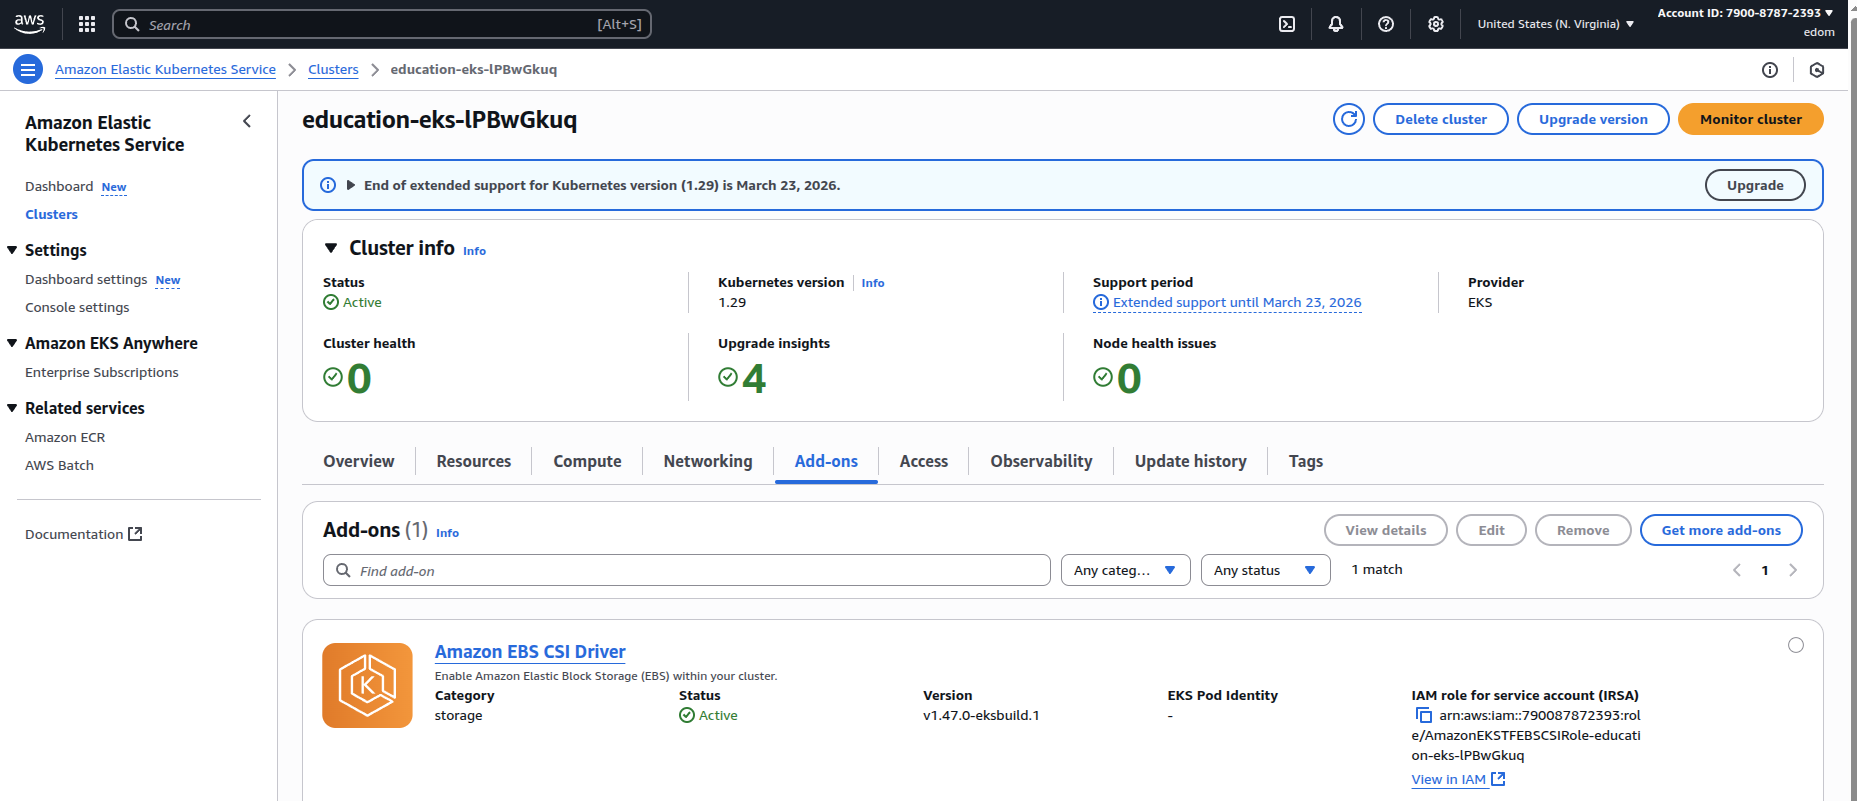 aws
Search
[Alt+S]
United States (N. Virginia)
Account ID: 7900-8787-2393
edom
Amazon Elastic Kubernetes Service
Clusters
education-eks-lPBwGkuq
Amazon Elastic
Kubernetes Service
Dashboard New
Clusters
Settings
Dashboard settings New
Console settings
Amazon EKS Anywhere
Enterprise Subscriptions
Related services
Amazon ECR
AWS Batch
Documentation
education-eks-lPBwGkuq
Delete cluster
Upgrade version
Monitor cluster
End of extended support for Kubernetes version (1.29) is March 23, 2026.
Upgrade
Cluster info Info
Status
Active
Kubernetes version Info
1.29
Support period
Extended support until March 23, 2026
Provider
EKS
Cluster health
0
Upgrade insights
4
Node health issues
0
Overview
Resources
Compute
Networking
Add-ons
Access
Observability
Update history
Tags
Add-ons (1) Info
View details
Edit
Remove
Get more add-ons
Find add-on
Any categ...
Any status
1 match
1
K
Amazon EBS CSI Driver
Enable Amazon Elastic Block Storage (EBS) within your cluster.
Category
storage
Status
Active
Version
v1.47.0-eksbuild.1
EKS Pod Identity
-
IAM role for service account (IRSA)
arn:aws:iam::790087872393:rol
e/AmazonEKSTFEBSCSIRole-educati
on-eks-lPBwGkuq
View in IAM